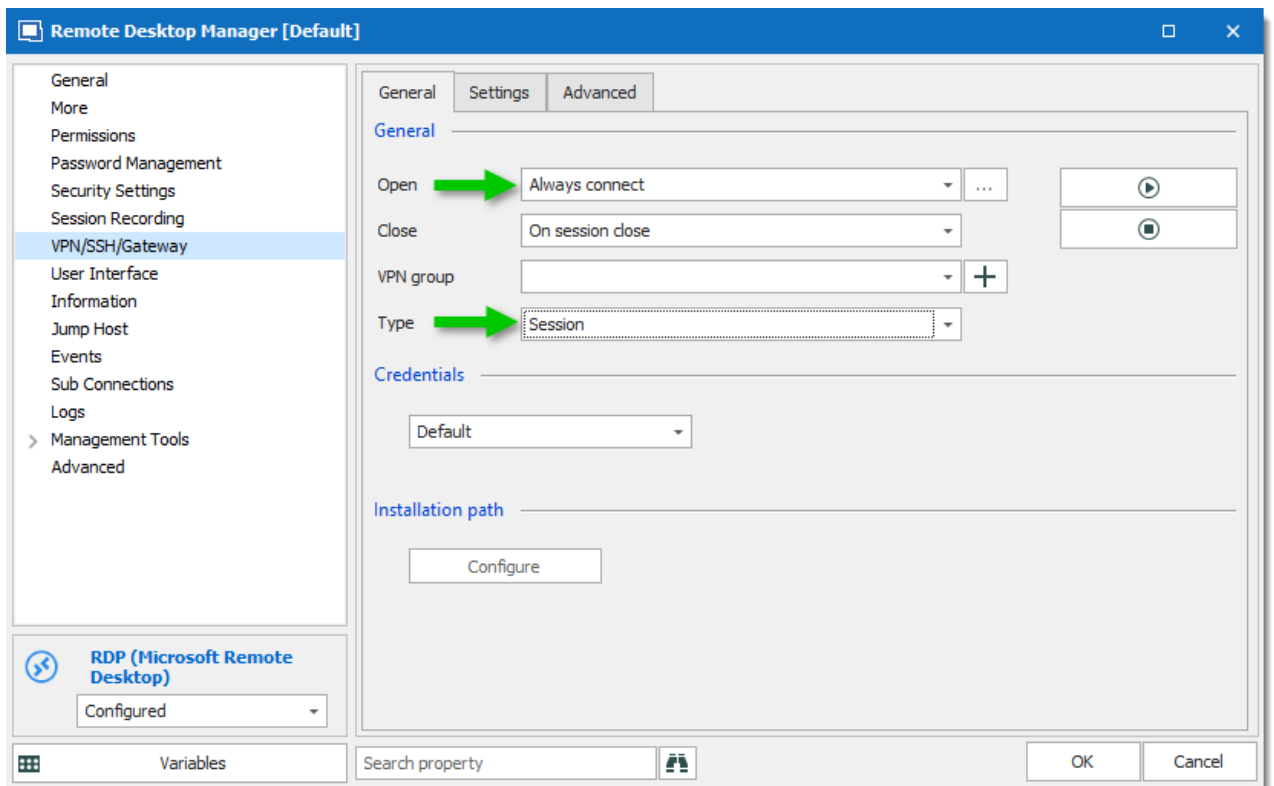 Remote Desktop Manager [Default]
General
More
Permissions
Password Management
Security Settings
Session Recording
VPN/SSH/Gateway
User Interface
Information
Jump Host
Events
Sub Connections
Logs
Management Tools
Advanced
RDP (Microsoft Remote
Desktop)
Configured
Variables
General Settings Advanced
General
Open Always connect ...
Close On session close
VPN group
Type Session
Credentials
Default
Installation path
Configure
Search property
OK Cancel